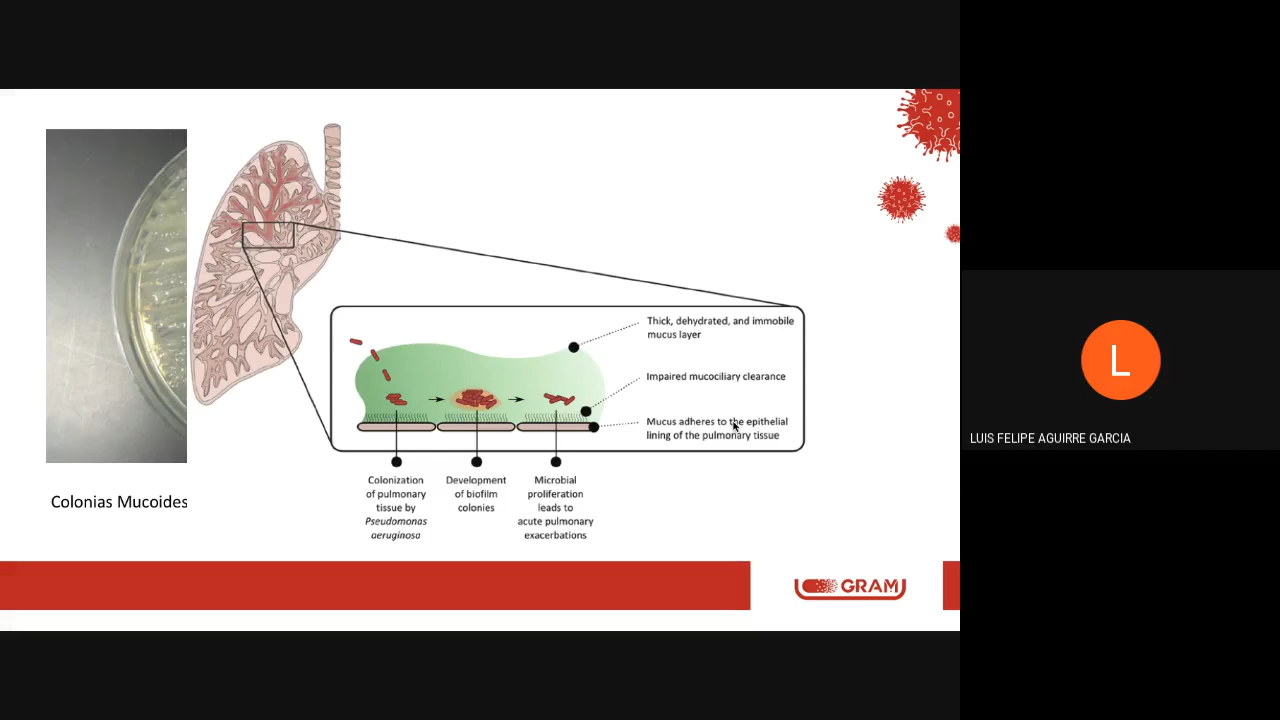 Thick, dehydrated, and immobile
mucus layer
Impaired mucociliary clearance
Mucus adheres to the epithelial
lining of the pulmonary tissue
Colonization
of pulmonary
tissue by
Pseudomonas
aeruginosa
Development
of biofilm
colonies
Microbial
proliferation
leads to
acute pulmonary
exacerbations
Colonias Mucoides
GRAM
L
LUIS FELIPE AGUIRRE GARCIA